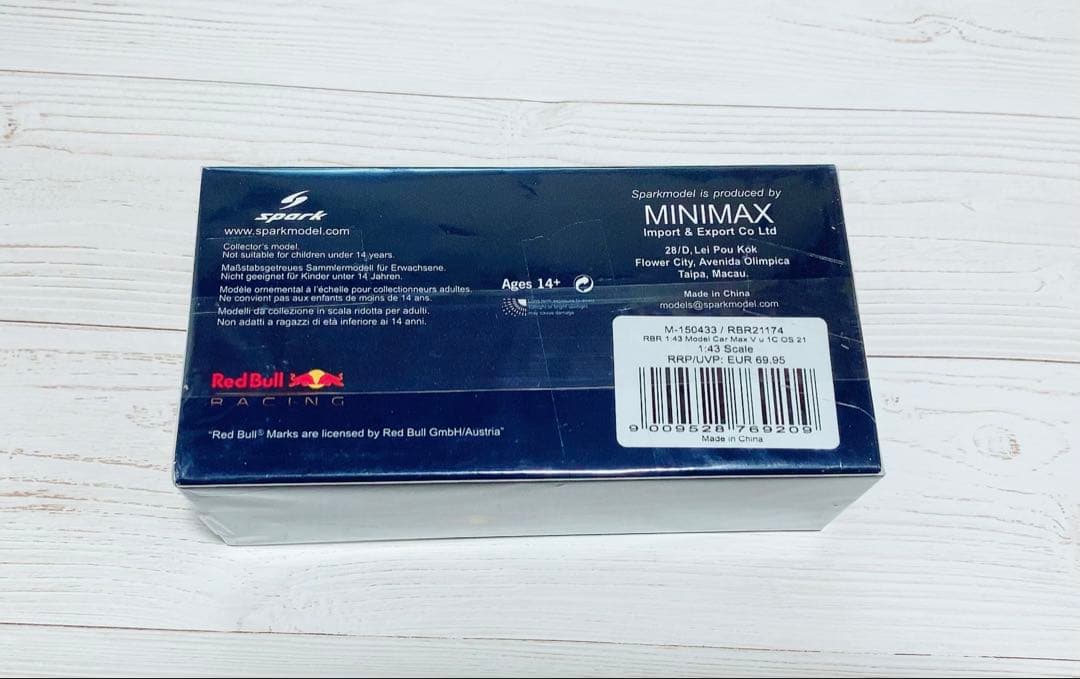 spark
www.sparkmodel.com
Collector's model.
Not suitable for children under 14 years.
Maßstabsgetreues Sammlermodell für Erwachsene.
Nicht geeignet für Kinder unter 14 Jahren.
Modèle ornemental à l'échelle pour collectionneurs adultes.
Ne convient pas aux enfants de moins de 14 ans.
Modelli da collezione in scala ridotta per adulti.
Non adatti a ragazzi di età inferiore ai 14 anni.
Red Bull
RACING
"Red Bull® Marks are licensed by Red Bull GmbH/Austria"
Ages 14+
may cause damage
Sparkmodel is produced by
MINIMAX
Import & Export Co Ltd
28/D, Lei Pou Kok
Flower City, Avenida Olimpica
Taipa, Macau.
Made in China
models@sparkmodel.com
M-150433 / RBR21174
RBR 1:43 Model Car Max V u 1C OS 21
1:43 Scale
RRP/UVP: EUR 69.95
9 009528 769209
Made in China